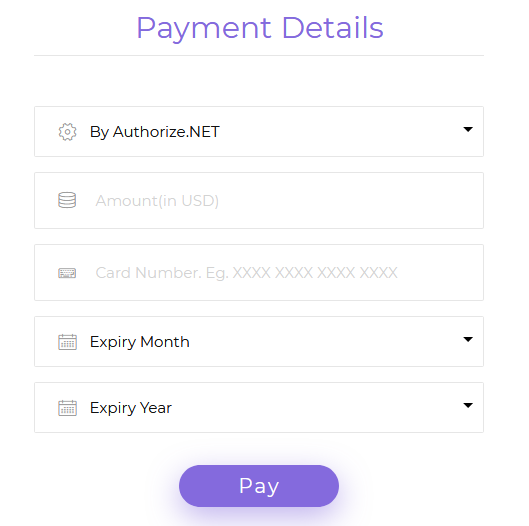 Payment Details
By Authorize.NET
Amount(in USD)
Card Number. Eg. XXXX XXXX XXXX XXXX
Expiry Month
Expiry Year
Pay